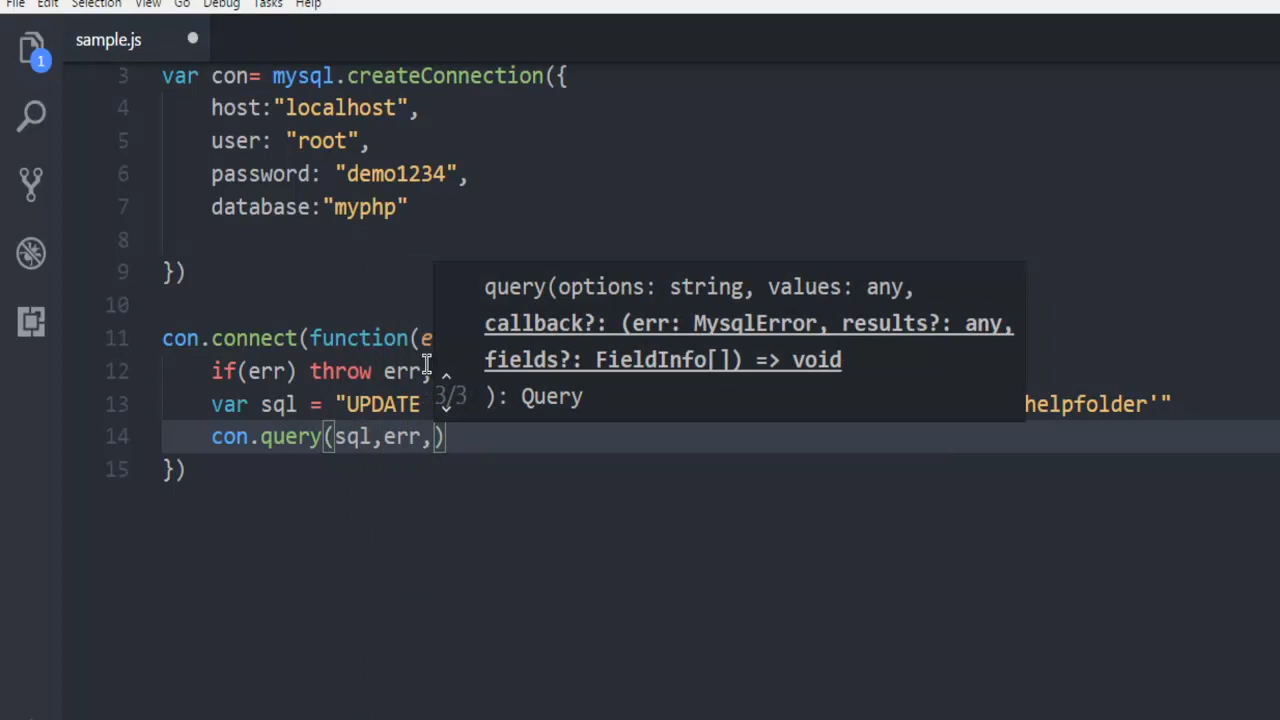 File Edit Selection View Go Debug Tasks Help
sample.js
1
3 var con= mysql.createConnection({
4 host:"localhost",
5 user: "root",
6 password: "demo1234",
7 database:"myphp"
8
9 })
10
query(options: string, values: any,
11 con.connect(function(e
callback?: (err: MysqlError, results?: any,
fields?: FieldInfo[]) => void
12 if(err) throw err;
3/3 ): Query
13 var sql = "UPDATE helpfolder'"
14 con.query(sql,err,)
15 })